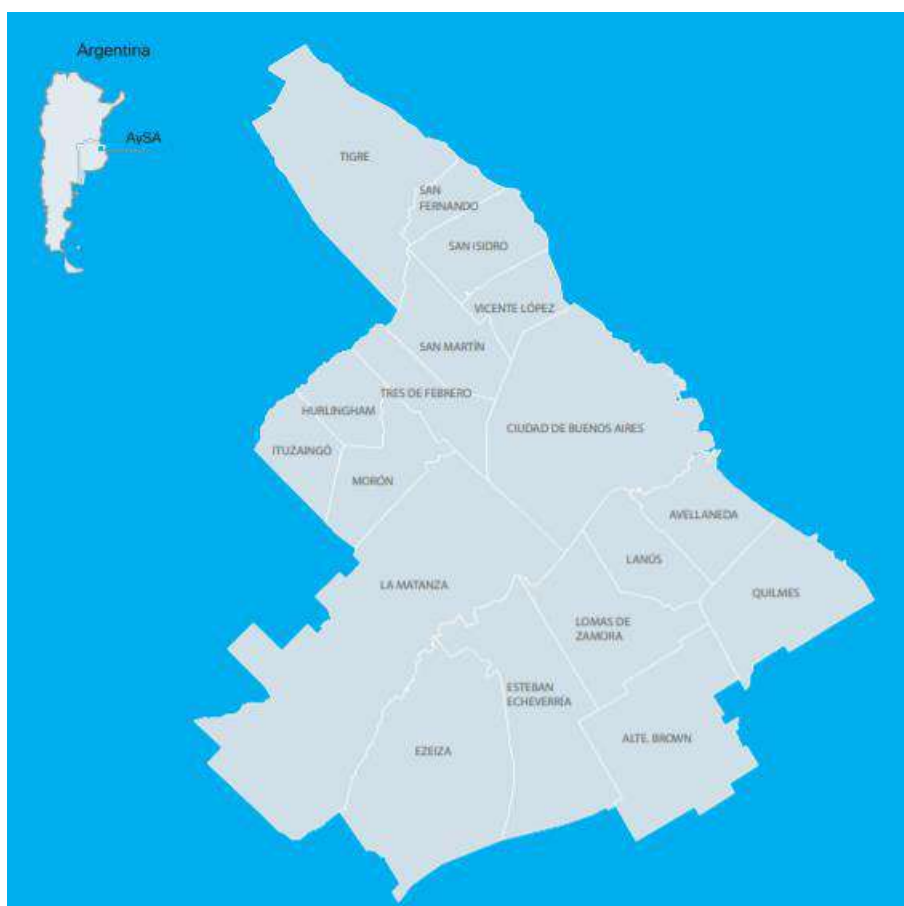 Argentina
AySA
TIGRE
SAN
FERNANDO
SAN ISIDRO
VICENTE LÓPEZ
SAN MARTÍN
TRES DE FEBRERO
HURLINGHAM
CIUDAD DE BUENOS AIRES
ITUZAINGÓ
MORÓN
AVELLANEDA
LANÚS
LA MATANZA
QUILMES
LOMAS DE
ZAMORA
ESTEBAN
ECHEVERRÍA
ALTE. BROWN
EZEIZA